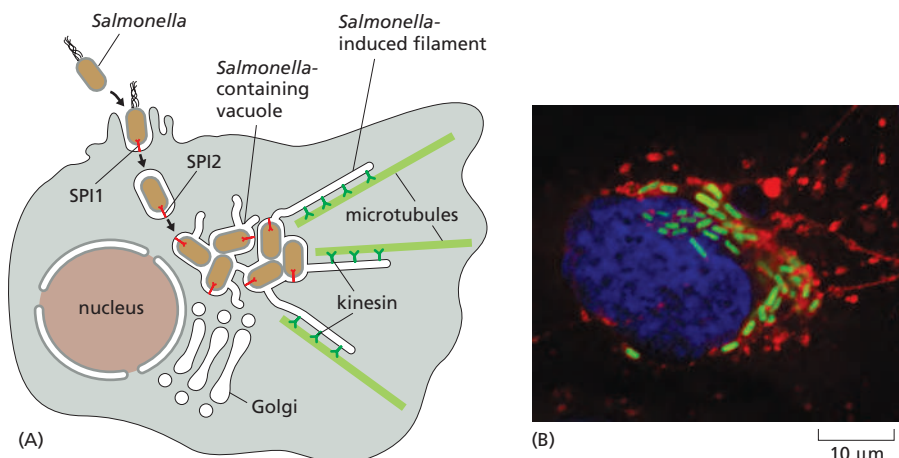 Salmonella
Salmonella-
induced filament
Salmonella-
containing
vacuole
SPI2
SPI1
microtubules
nucleus
kinesin
Golgi
(A)
(B)
10 µm